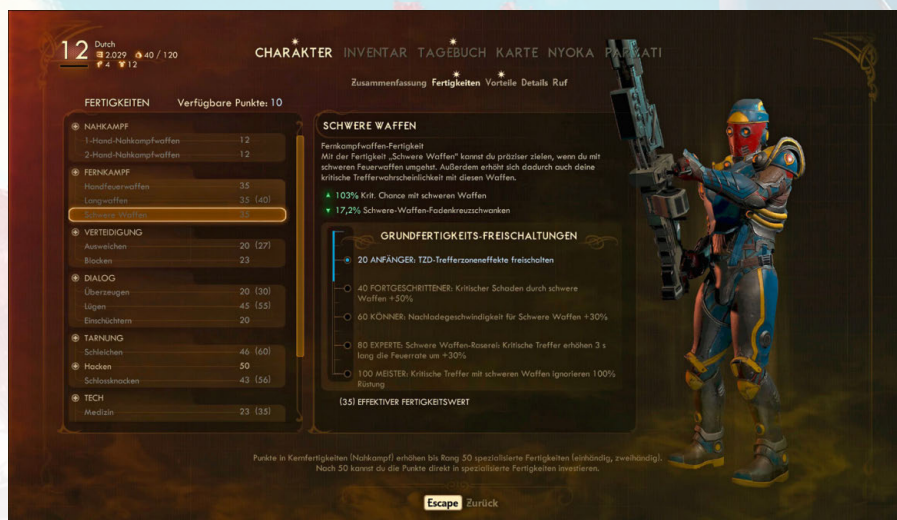 12 Dutch
2.029 40 / 120
4 12
CHARAKTER INVENTAR TAGEBUCH KARTE NYOKA PARVATI
Zusammenfassung Fertigkeiten Vorteile Details Ruf
FERTIGKEITEN Verfügbare Punkte: 10
NAHKAMPF
1-Hand-Nahkampfwaffen 12
2-Hand-Nahkampfwaffen 12
FERNKAMPF
Handfeuerwaffen 35
Langwaffen 35 (40)
Schwere Waffen 35
VERTEIDIGUNG
Ausweichen 20 (27)
Blocken 23
DIALOG
Überzeugen 20 (30)
Lügen 45 (55)
Einschüchtern 20
TARNUNG
Schleichen 46 (60)
Hacken 50
Schlossknacken 43 (56)
TECH
Medizin 23 (35)
SCHWERE WAFFEN
Fernkampfwaffen-Fertigkeit
Mit der Fertigkeit „Schwere Waffen" kannst du präziser zielen, wenn du mit
schweren Feuerwaffen umgehst. Außerdem erhöht sich dadurch auch deine
kritische Trefferwahrscheinlichkeit mit diesen Waffen.
103% Krit. Chance mit schweren Waffen
17,2% Schwere-Waffen-Fadenkreuzschwanken
GRUNDFERTIGKEITS-FREISCHALTUNGEN
20 ANFÄNGER: TZD-Trefferzoneneffekte freischalten
40 FORTGESCHRITTENER: Kritischer Schaden durch schwere
Waffen +50%
60 KÖNNER: Nachladegeschwindigkeit für Schwere Waffen +30%
80 EXPERTE: Schwere Waffen-Raserei: Kritische Treffer erhöhen 3 s
lang die Feuerrate um +30%
100 MEISTER: Kritische Treffer mit schweren Waffen ignorieren 100%
Rüstung
(35) EFFEKTIVER FERTIGKEITSWERT
Punkte in Kernfertigkeiten (Nahkampf) erhöhen bis Rang 50 spezialisierte Fertigkeiten (einhändig, zweihändig).
Nach 50 kannst du die Punkte direkt in spezialisierte Fertigkeiten investieren.
Escape Zurück